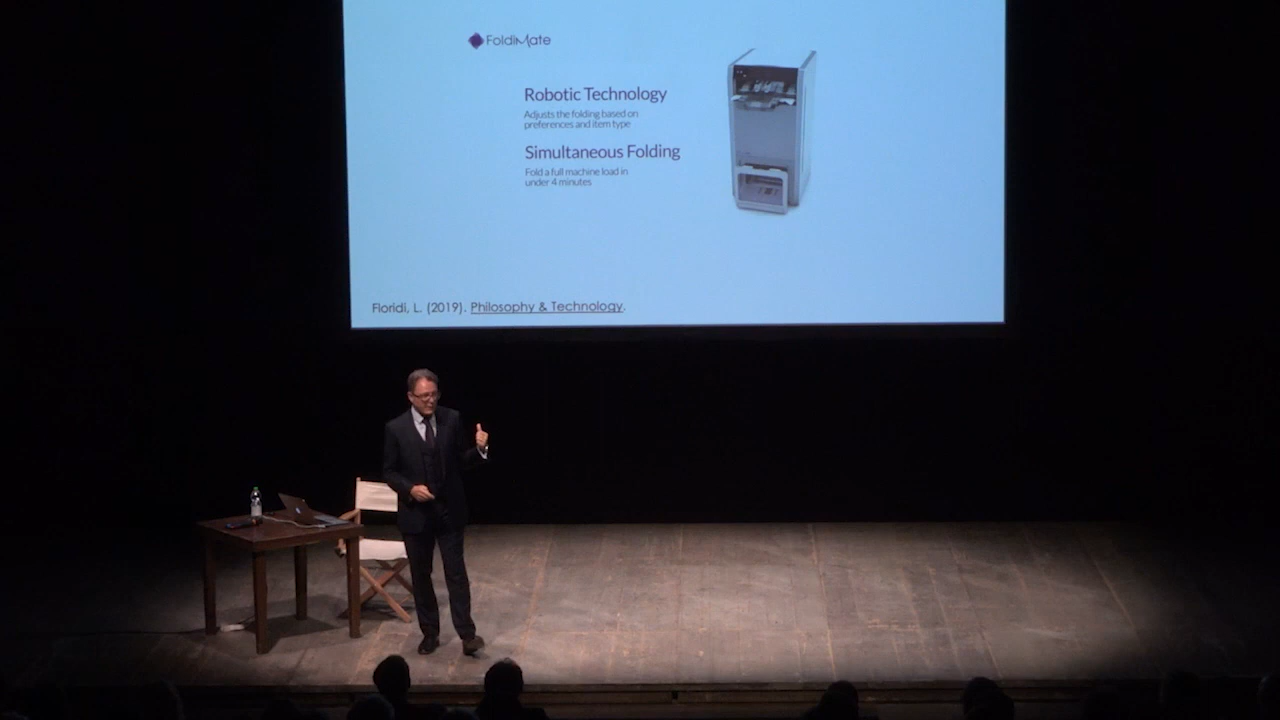 FoldiMate
Robotic Technology
Adjusts the folding based on
preferences and item type
Simultaneous Folding
Fold a full machine load in
under 4 minutes
Floridi, L. (2019). Philosophy & Technology.